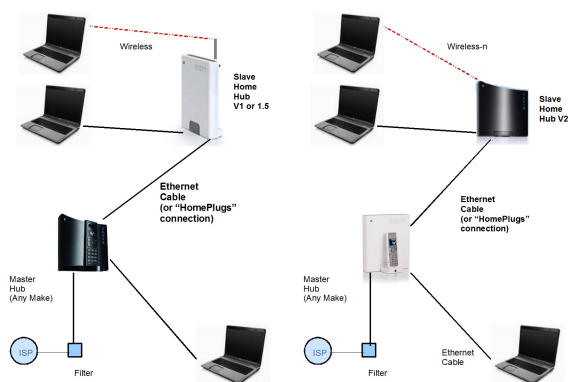 Wireless
Slave
Home
Hub
V1 or 1.5
Ethernet
Cable
(or “HomePlugs”
connection)
Master
Hub
(Any Make)
ISP
Filter
Wireless-n
Slave
Home
Hub V2
Ethernet
Cable
(or “HomePlugs”
connection)
Master
Hub
(Any Make)
ISP
Filter
Ethernet
Cable